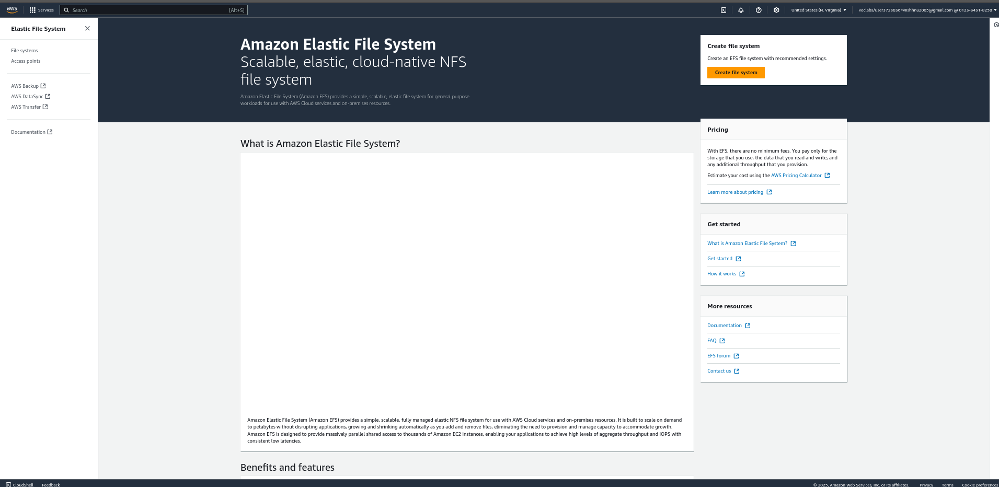 aws
Services
Search
[Alt+S]
United States (N. Virginia)
voclabs/user3723836=viishhnu2005@gmail.com @ 0123-3431-8258
Elastic File System
File systems
Access points
AWS Backup
AWS DataSync
AWS Transfer
Documentation
Amazon Elastic File System
Scalable, elastic, cloud-native NFS
file system
Amazon Elastic File System (Amazon EFS) provides a simple, scalable, elastic file system for general purpose
workloads for use with AWS Cloud services and on-premises resources.
Create file system
Create an EFS file system with recommended settings.
Create file system
What is Amazon Elastic File System?
Amazon Elastic File System (Amazon EFS) provides a simple, scalable, fully managed elastic NFS file system for use with AWS Cloud services and on-premises resources. It is built to scale on demand
to petabytes without disrupting applications, growing and shrinking automatically as you add and remove files, eliminating the need to provision and manage capacity to accommodate growth.
Amazon EFS is designed to provide massively parallel shared access to thousands of Amazon EC2 instances, enabling your applications to achieve high levels of aggregate throughput and IOPS with
consistent low latencies.
Benefits and features
Pricing
With EFS, there are no minimum fees. You pay only for the
storage that you use, the data that you read and write, and
any additional throughput that you provision.
Estimate your cost using the AWS Pricing Calculator
Learn more about pricing
Get started
What is Amazon Elastic File System?
Get started
How it works
More resources
Documentation
FAQ
EFS forum
Contact us
CloudShell
Feedback
© 2025, Amazon Web Services, Inc. or its affiliates.
Privacy
Terms
Cookie preferences